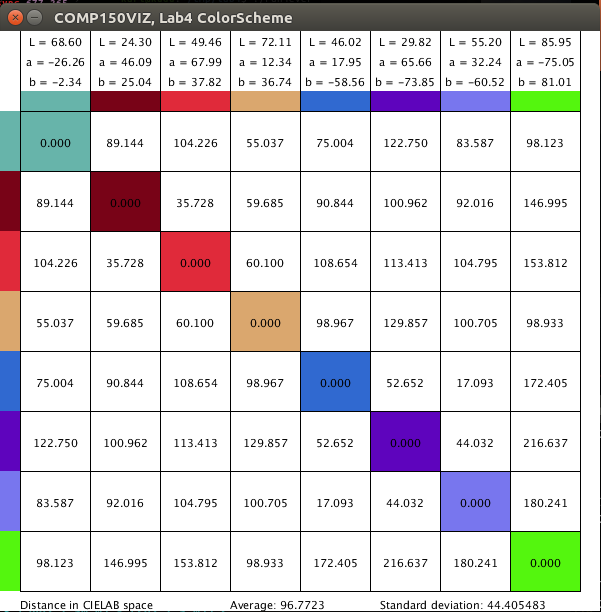 COMP150VIZ, Lab4 ColorScheme
L = 68.60 L = 24.30 L = 49.46 L = 72.11 L = 46.02 L = 29.82 L = 55.20 L = 85.95
a = -26.26 a = 46.09 a = 67.99 a = 12.34 a = 17.95 a = 65.66 a = 32.24 a = -75.05
b = -2.34 b = 25.04 b = 37.82 b = 36.74 b = -58.56 b = -73.85 b = -60.52 b = 81.01
0.000 89.144 104.226 55.037 75.004 122.750 83.587 98.123
89.144 0.000 35.728 59.685 90.844 100.962 92.016 146.995
104.226 35.728 0.000 60.100 108.654 113.413 104.795 153.812
55.037 59.685 60.100 0.000 98.967 129.857 100.705 98.933
75.004 90.844 108.654 98.967 0.000 52.652 17.093 172.405
122.750 100.962 113.413 129.857 52.652 0.000 44.032 216.637
83.587 92.016 104.795 100.705 17.093 44.032 0.000 180.241
98.123 146.995 153.812 98.933 172.405 216.637 180.241 0.000
Distance in CIELAB space Average: 96.7723 Standard deviation: 44.405483